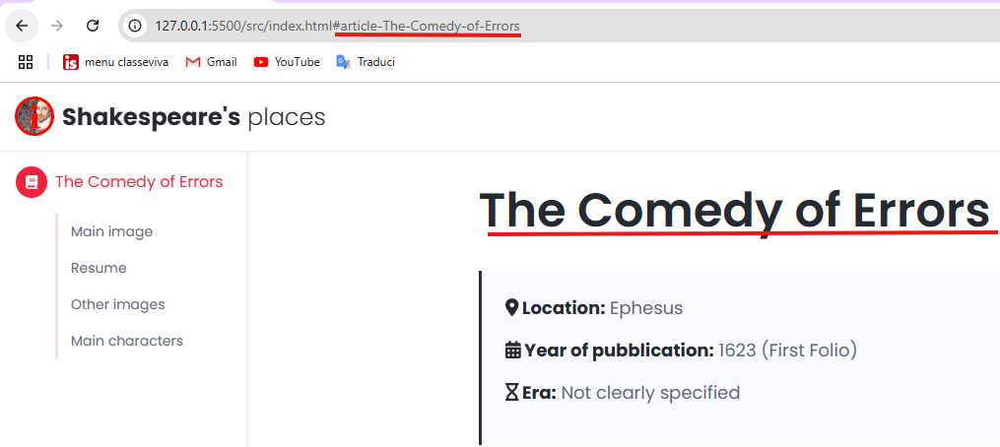 127.0.0.1:5500/src/index.html#article-The-Comedy-of-Errors
menu classeviva Gmail YouTube Traduci
Shakespeare's places
The Comedy of Errors
Main image
Resume
Other images
Main characters
The Comedy of Errors
Location: Ephesus
Year of pubblication: 1623 (First Folio)
Era: Not clearly specified